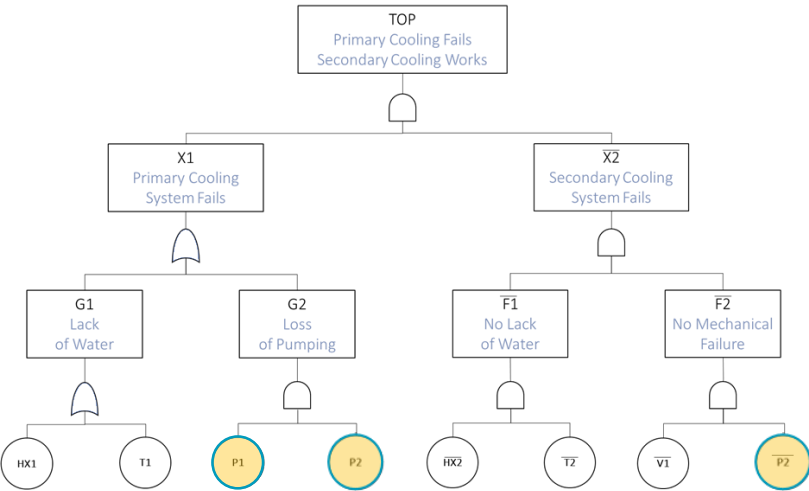 TOP
Primary Cooling Fails
Secondary Cooling Works
X1
Primary Cooling
System Fails
X̅2̅
Secondary Cooling
System Fails
G1
Lack
of Water
G2
Loss
of Pumping
F̅1̅
No Lack
of Water
F̅2̅
No Mechanical
Failure
HX1
T1
P1
P2
H̅X̅2̅
T̅2̅
V̅1̅
P̅2̅